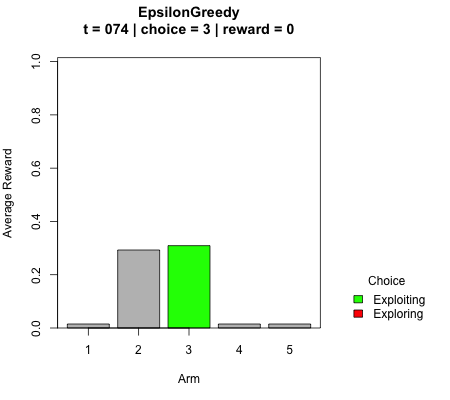 EpsilonGreedy
t = 074 | choice = 3 | reward = 0
1.0
0.8
0.6
0.4
0.2
0.0
Average Reward
1 2 3 4 5
Arm
Choice
Exploiting
Exploring